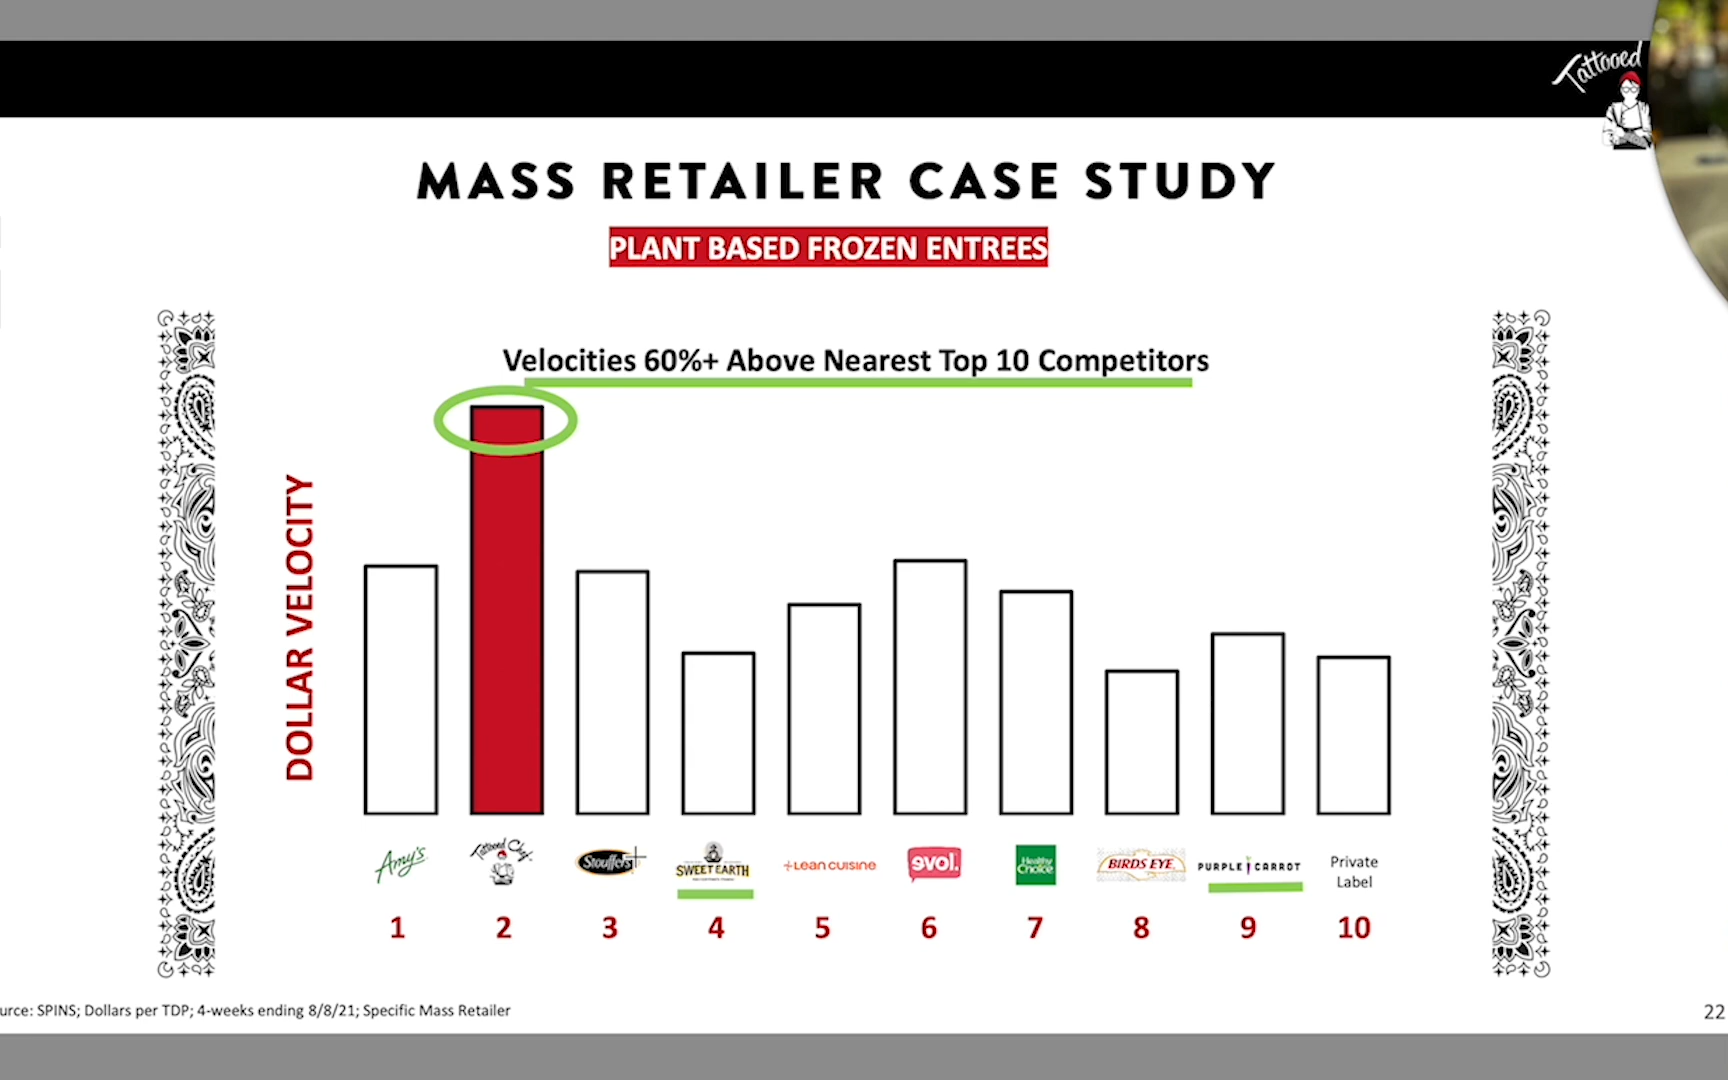 Tattooed
MASS RETAILER CASE STUDY
PLANT BASED FROZEN ENTREES
Velocities 60%+ Above Nearest Top 10 Competitors
DOLLAR VELOCITY
Amy's
Tattooed Chef
Stouffer's
SWEET EARTH
LEAN CUISINE
evol.
Healthy Choice
BIRDS EYE
PURPLE CARROT
Private
Label
1 2 3 4 5 6 7 8 9 10
urce: SPINS; Dollars per TDP; 4-weeks ending 8/8/21; Specific Mass Retailer
22